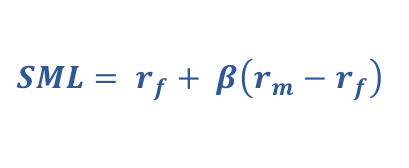 SML = r_f + β(r_m − r_f)